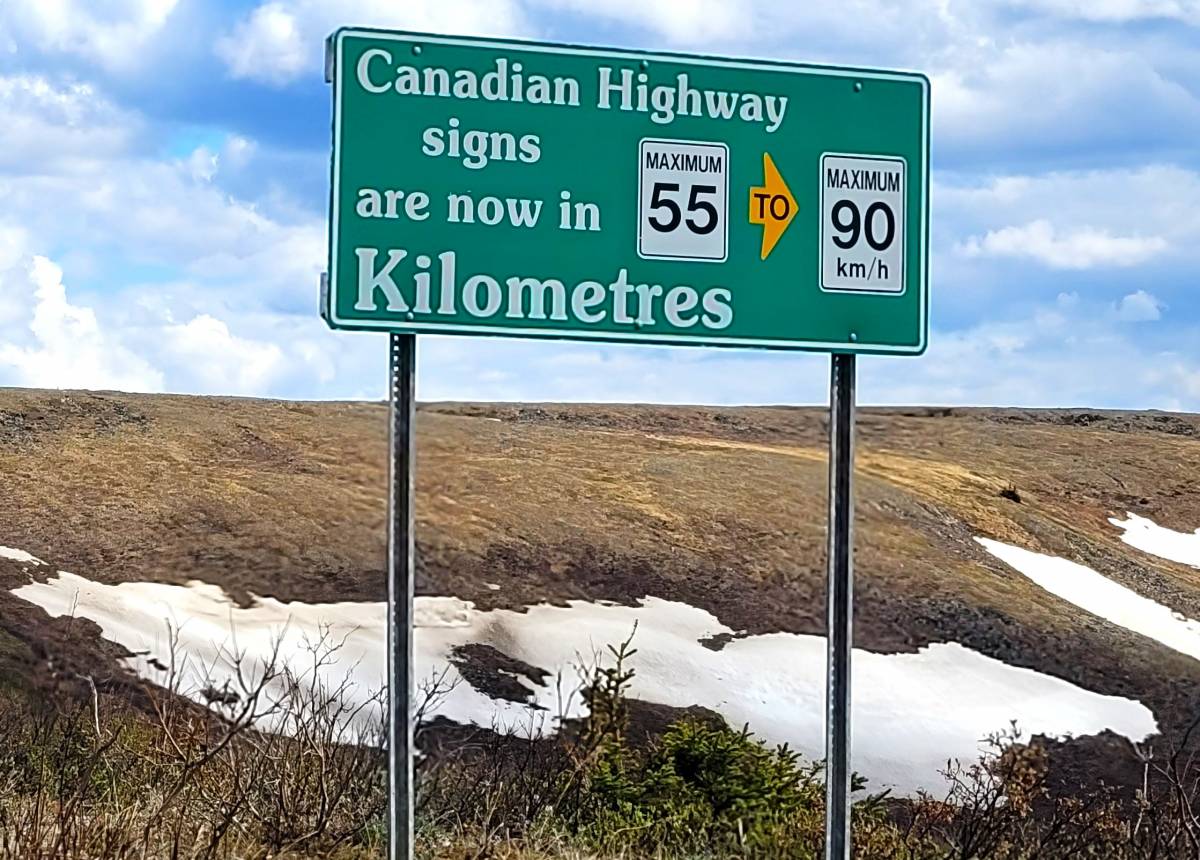 Canadian Highway
signs
are now in
Kilometres
MAXIMUM
55
TO
MAXIMUM
90
km/h